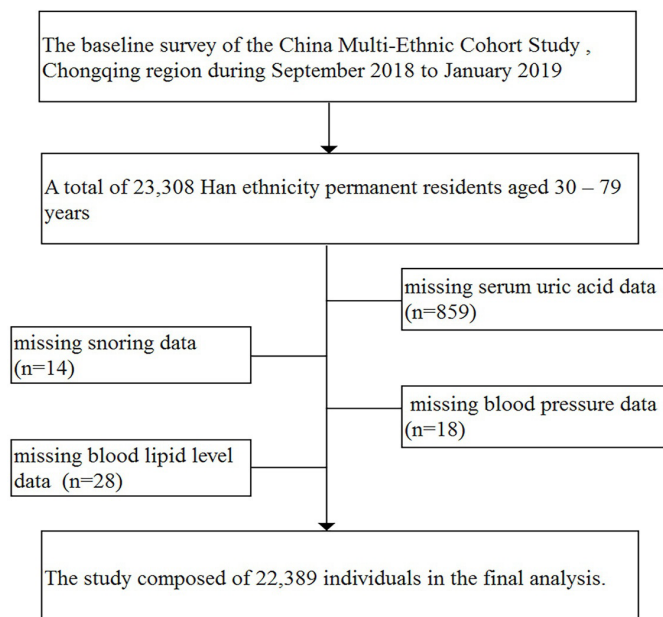 The baseline survey of the China Multi-Ethnic Cohort Study ,
Chongqing region during September 2018 to January 2019
A total of 23,308 Han ethnicity permanent residents aged 30 – 79
years
missing serum uric acid data
(n=859)
missing snoring data
(n=14)
missing blood pressure data
(n=18)
missing blood lipid level
data (n=28)
The study composed of 22,389 individuals in the final analysis.